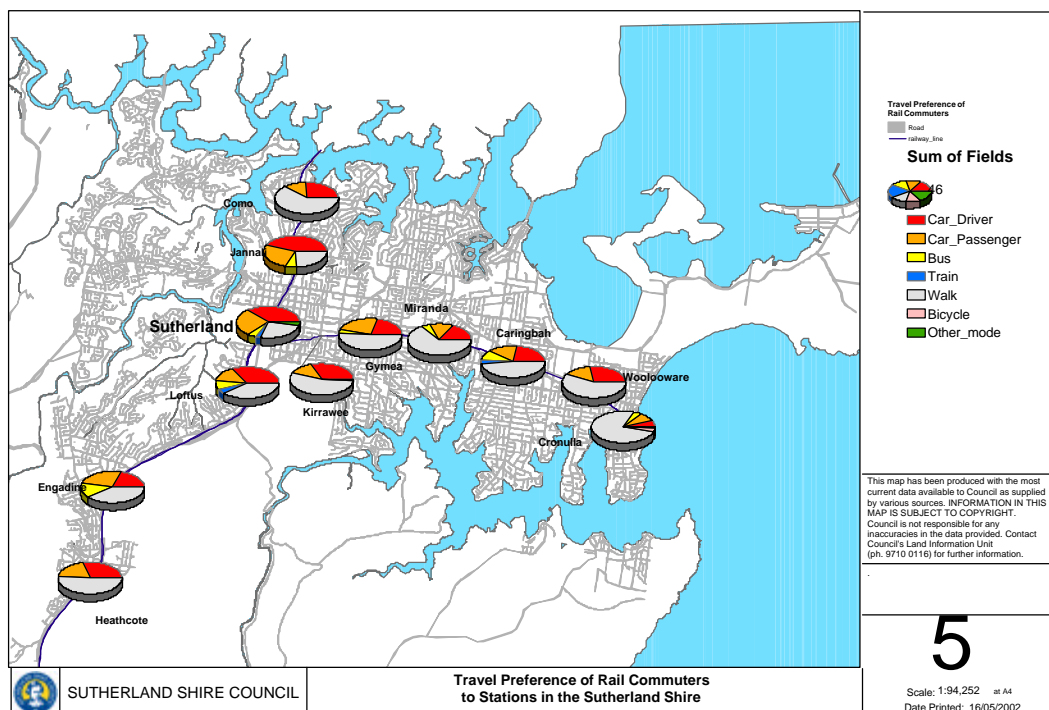 Como
Jannali
Sutherland
Miranda
Caringbah
Gymea
Woolooware
Loftus
Kirrawee
Cronulla
Engadine
Heathcote
Travel Preference of
Rail Commuters
Road
railway_line
Sum of Fields
46
Car_Driver
Car_Passenger
Bus
Train
Walk
Bicycle
Other_mode
This map has been produced with the most
current data available to Council as supplied
by various sources. INFORMATION IN THIS
MAP IS SUBJECT TO COPYRIGHT.
Council is not responsible for any
inaccuracies in the data provided. Contact
Council's Land Information Unit
(ph. 9710 0116) for further information.
.
5
Scale: 1:94,252 at A4
Date Printed: 16/05/2002
SUTHERLAND SHIRE COUNCIL
Travel Preference of Rail Commuters
to Stations in the Sutherland Shire